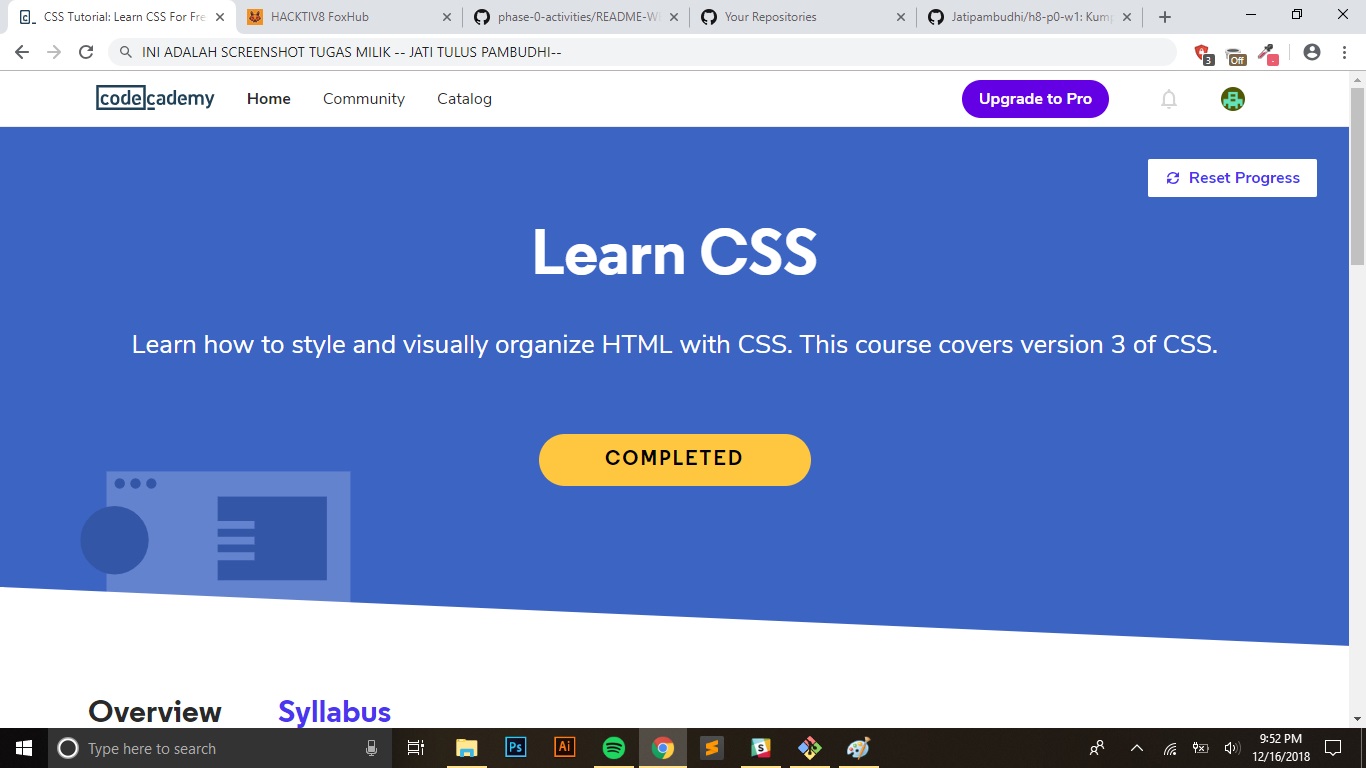 CSS Tutorial: Learn CSS For Fre
HACKTIV8 FoxHub
phase-0-activities/README-W
Your Repositories
Jatipambudhi/h8-p0-w1: Kump
INI ADALAH SCREENSHOT TUGAS MILIK -- JATI TULUS PAMBUDHI--
3
Off
-
codecademy
Home
Community
Catalog
Upgrade to Pro
Reset Progress
Learn CSS
Learn how to style and visually organize HTML with CSS. This course covers version 3 of CSS.
COMPLETED
Overview
Syllabus
Type here to search
Ps
Ai
S
S
9:52 PM
12/16/2018